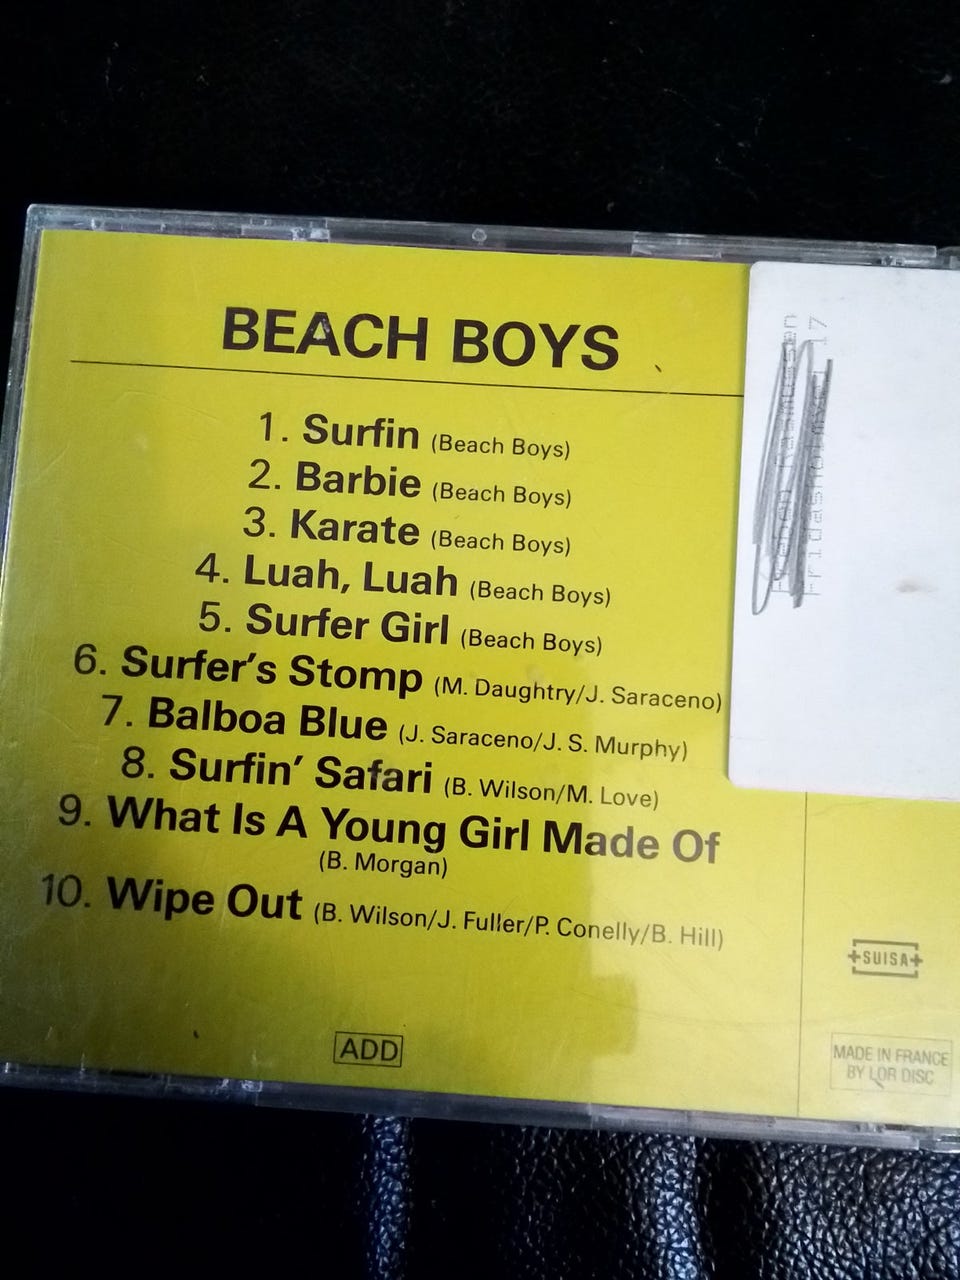 BEACH BOYS
1. Surfin (Beach Boys)
2. Barbie (Beach Boys)
3. Karate (Beach Boys)
4. Luah, Luah (Beach Boys)
5. Surfer Girl (Beach Boys)
6. Surfer's Stomp (M. Daughtry/J. Saraceno)
7. Balboa Blue (J. Saraceno/J. S. Murphy)
8. Surfin' Safari (B. Wilson/M. Love)
9. What Is A Young Girl Made Of
(B. Morgan)
10. Wipe Out (B. Wilson/J. Fuller/P. Conelly/B. Hill)
ADD
SUISA
MADE IN FRANCE
BY LOR DISC
17